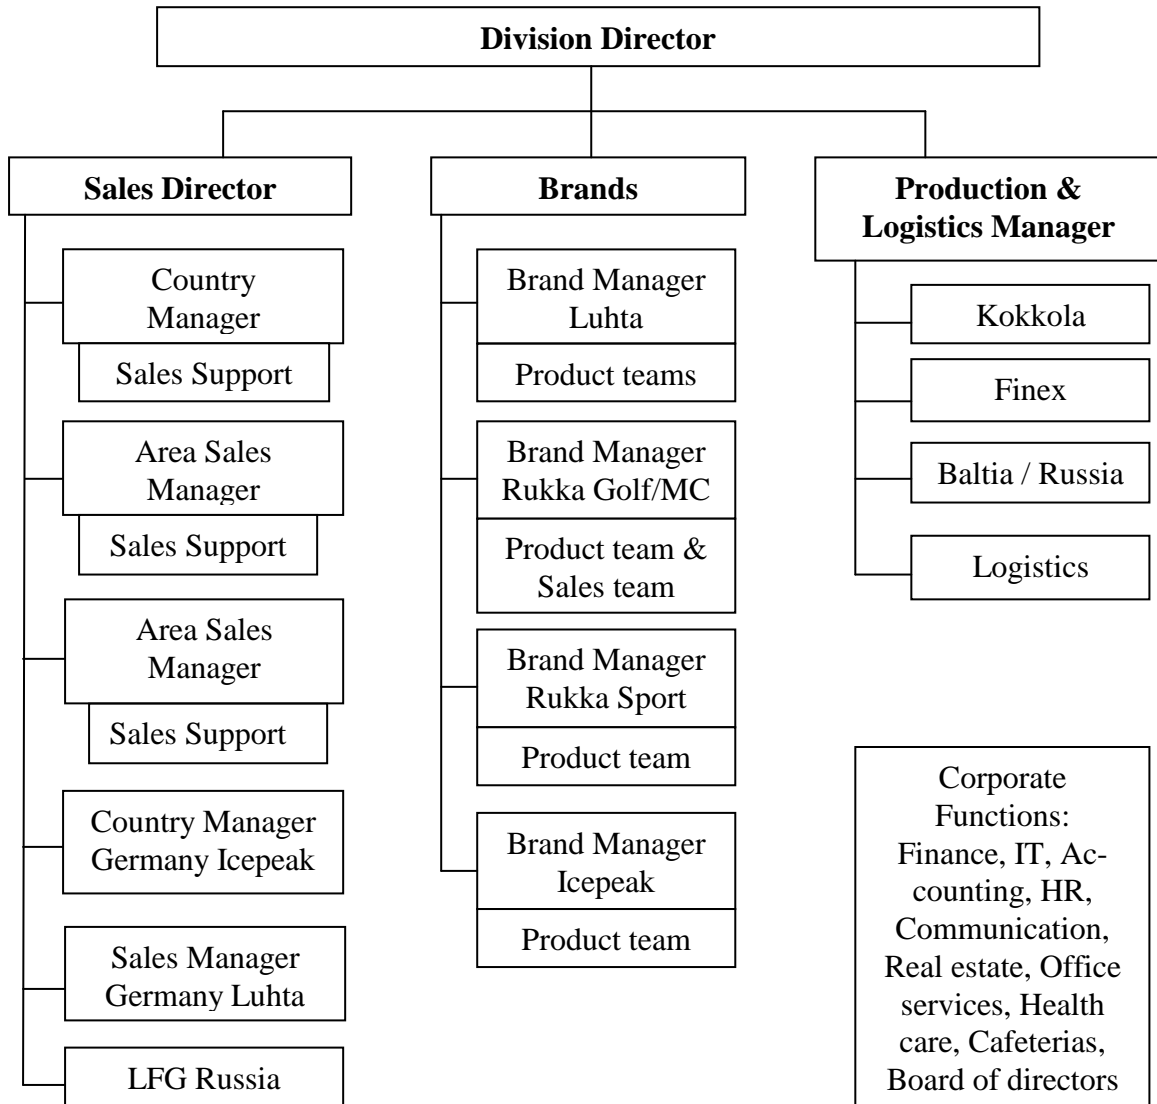 Division Director
Sales Director
Country
Manager
Sales Support
Area Sales
Manager
Sales Support
Area Sales
Manager
Sales Support
Country Manager
Germany Icepeak
Sales Manager
Germany Luhta
LFG Russia
Brands
Brand Manager
Luhta
Product teams
Brand Manager
Rukka Golf/MC
Product team &
Sales team
Brand Manager
Rukka Sport
Product team
Brand Manager
Icepeak
Product team
Production &
Logistics Manager
Kokkola
Finex
Baltia / Russia
Logistics
Corporate
Functions:
Finance, IT, Ac-
counting, HR,
Communication,
Real estate, Office
services, Health
care, Cafeterias,
Board of directors